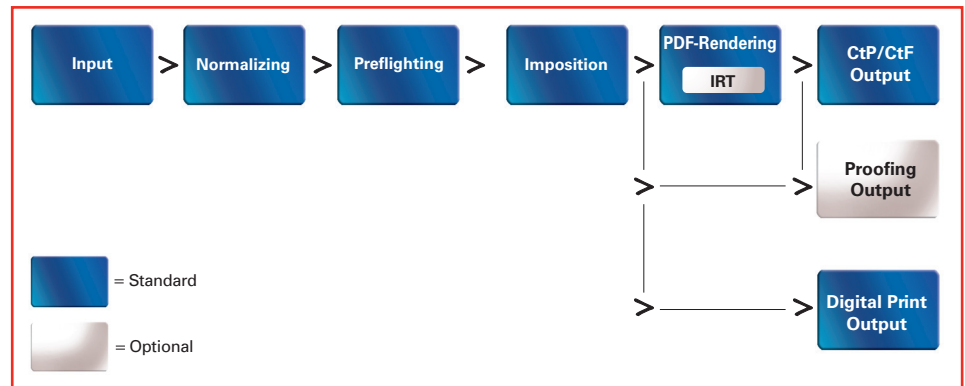 Input
Normalizing
Preflighting
Imposition
PDF-Rendering
IRT
CtP/CtF
Output
Proofing
Output
Digital Print
Output
= Standard
= Optional